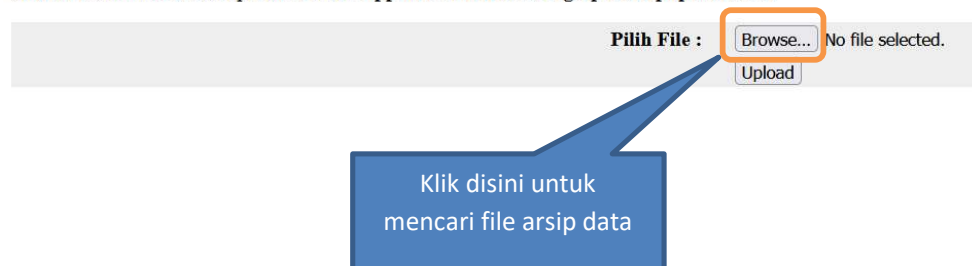 Pilih File : Browse... No file selected.
Upload
Klik disini untuk
mencari file arsip data